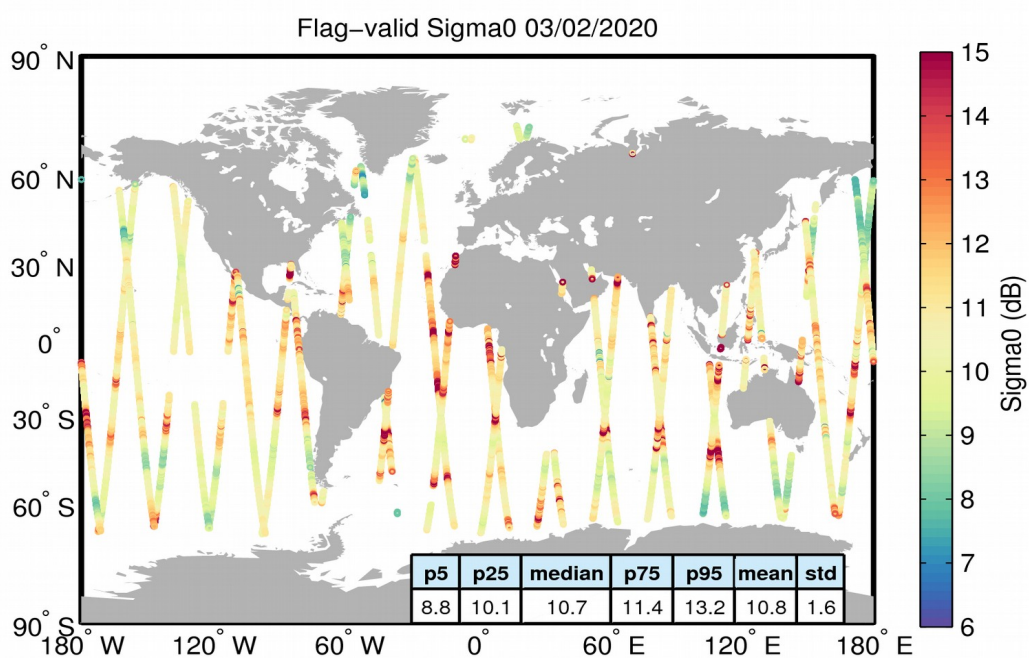 Flag−valid Sigma0 03/02/2020
90° N
60° N
30° N
0°
30° S
60° S
90° S
180° W
120° W
60° W
0°
60° E
120° E
180° E
p5 p25 median p75 p95 mean std
8.8 10.1 10.7 11.4 13.2 10.8 1.6
15
14
13
12
11
10
9
8
7
6
Sigma0 (dB)